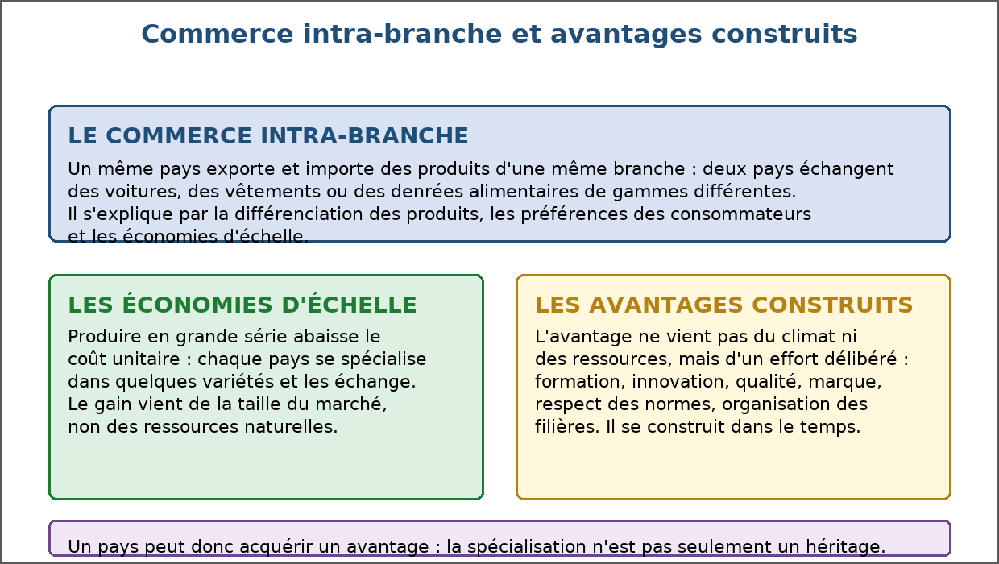 Commerce intra-branche et avantages construits
LE COMMERCE INTRA-BRANCHE
Un même pays exporte et importe des produits d'une même branche : deux pays échangent
des voitures, des vêtements ou des denrées alimentaires de gammes différentes.
Il s'explique par la différenciation des produits, les préférences des consommateurs
et les économies d'échelle.
LES ÉCONOMIES D'ÉCHELLE
Produire en grande série abaisse le
coût unitaire : chaque pays se spécialise
dans quelques variétés et les échange.
Le gain vient de la taille du marché,
non des ressources naturelles.
LES AVANTAGES CONSTRUITS
L'avantage ne vient pas du climat ni
des ressources, mais d'un effort délibéré :
formation, innovation, qualité, marque,
respect des normes, organisation des
filières. Il se construit dans le temps.
Un pays peut donc acquérir un avantage : la spécialisation n'est pas seulement un héritage.